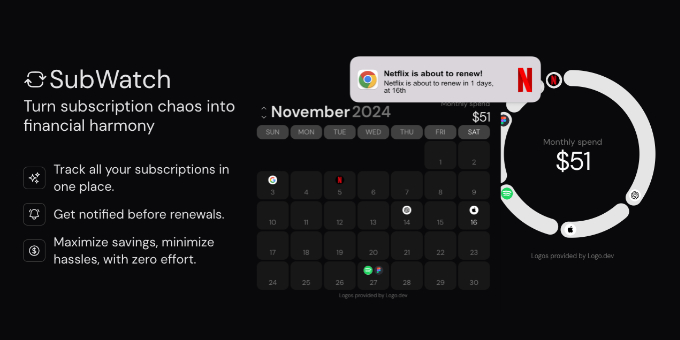 SubWatch
Turn subscription chaos into
financial harmony
Track all your subscriptions in
one place.
Get notified before renewals.
Maximize savings, minimize
hassles, with zero effort.
Netflix is about to renew!
Netflix is about to renew in 1 days,
at 16th
November 2024
Monthly spend
$51
SUN MON TUE WED THU FRI SAT
1 2
3 4 5 6 7 8 9
10 11 12 13 14 15 16
17 18 19 20 21 22 23
24 25 26 27 28 29 30
Logos provided by Logo.dev
Monthly spend
$51
Logos provided by Logo.dev